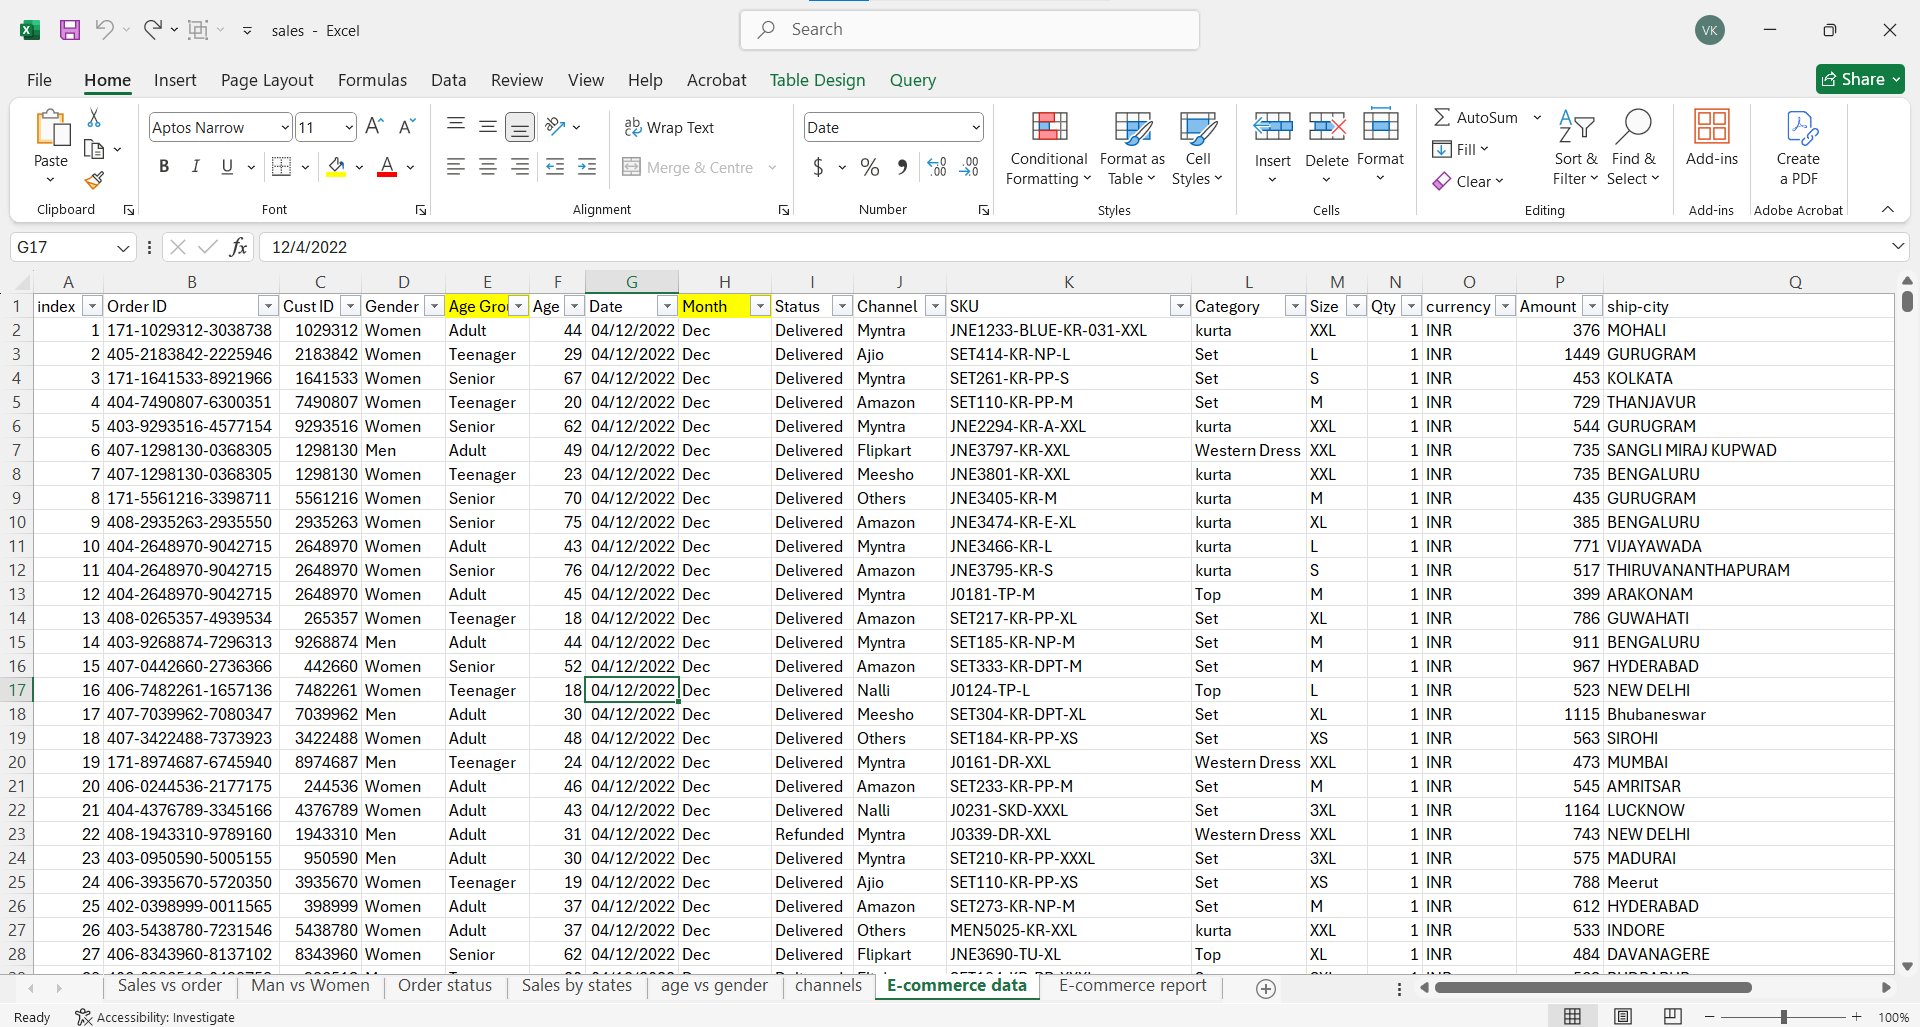 sales - Excel
Search
VK
File Home Insert Page Layout Formulas Data Review View Help Acrobat Table Design Query
Share
Paste
Clipboard
Aptos Narrow 11
B I U
Font
Wrap Text
Merge & Centre
Alignment
Date
$ %
Number
Conditional Formatting
Format as Table
Cell Styles
Styles
Insert Delete Format
Cells
AutoSum
Fill
Clear
Sort & Filter
Find & Select
Editing
Add-ins
Add-ins
Create a PDF
Adobe Acrobat
G17 fx 12/4/2022
A B C D E F G H I J K L M N O P Q
1 index Order ID Cust ID Gender Age Gro Age Date Month Status Channel SKU Category Size Qty currency Amount ship-city
2 1 171-1029312-3038738 1029312 Women Adult 44 04/12/2022 Dec Delivered Myntra JNE1233-BLUE-KR-031-XXL kurta XXL 1 INR 376 MOHALI
3 2 405-2183842-2225946 2183842 Women Teenager 29 04/12/2022 Dec Delivered Ajio SET414-KR-NP-L Set L 1 INR 1449 GURUGRAM
4 3 171-1641533-8921966 1641533 Women Senior 67 04/12/2022 Dec Delivered Myntra SET261-KR-PP-S Set S 1 INR 453 KOLKATA
5 4 404-7490807-6300351 7490807 Women Teenager 20 04/12/2022 Dec Delivered Amazon SET110-KR-PP-M Set M 1 INR 729 THANJAVUR
6 5 403-9293516-4577154 9293516 Women Senior 62 04/12/2022 Dec Delivered Myntra JNE2294-KR-A-XXL kurta XXL 1 INR 544 GURUGRAM
7 6 407-1298130-0368305 1298130 Men Adult 49 04/12/2022 Dec Delivered Flipkart JNE3797-KR-XXL Western Dress XXL 1 INR 735 SANGLI MIRAJ KUPWAD
8 7 407-1298130-0368305 1298130 Women Teenager 23 04/12/2022 Dec Delivered Meesho JNE3801-KR-XXL kurta XXL 1 INR 735 BENGALURU
9 8 171-5561216-3398711 5561216 Women Senior 70 04/12/2022 Dec Delivered Others JNE3405-KR-M kurta M 1 INR 435 GURUGRAM
10 9 408-2935263-2935550 2935263 Women Senior 75 04/12/2022 Dec Delivered Amazon JNE3474-KR-E-XL kurta XL 1 INR 385 BENGALURU
11 10 404-2648970-9042715 2648970 Women Adult 43 04/12/2022 Dec Delivered Myntra JNE3466-KR-L kurta L 1 INR 771 VIJAYAWADA
12 11 404-2648970-9042715 2648970 Women Senior 76 04/12/2022 Dec Delivered Amazon JNE3795-KR-S kurta S 1 INR 517 THIRUVANANTHAPURAM
13 12 404-2648970-9042715 2648970 Women Adult 45 04/12/2022 Dec Delivered Myntra J0181-TP-M Top M 1 INR 399 ARAKONAM
14 13 408-0265357-4939534 265357 Women Teenager 18 04/12/2022 Dec Delivered Amazon SET217-KR-PP-XL Set XL 1 INR 786 GUWAHATI
15 14 403-9268874-7296313 9268874 Men Adult 44 04/12/2022 Dec Delivered Myntra SET185-KR-NP-M Set M 1 INR 911 BENGALURU
16 15 407-0442660-2736366 442660 Women Senior 52 04/12/2022 Dec Delivered Amazon SET333-KR-DPT-M Set M 1 INR 967 HYDERABAD
17 16 406-7482261-1657136 7482261 Women Teenager 18 04/12/2022 Dec Delivered Nalli J0124-TP-L Top L 1 INR 523 NEW DELHI
18 17 407-7039962-7080347 7039962 Men Adult 30 04/12/2022 Dec Delivered Meesho SET304-KR-DPT-XL Set XL 1 INR 1115 Bhubaneswar
19 18 407-3422488-7373923 3422488 Women Adult 48 04/12/2022 Dec Delivered Others SET184-KR-PP-XS Set XS 1 INR 563 SIROHI
20 19 171-8974687-6745940 8974687 Men Teenager 24 04/12/2022 Dec Delivered Myntra J0161-DR-XXL Western Dress XXL 1 INR 473 MUMBAI
21 20 406-0244536-2177175 244536 Women Adult 46 04/12/2022 Dec Delivered Amazon SET233-KR-PP-M Set M 1 INR 545 AMRITSAR
22 21 404-4376789-3345166 4376789 Women Adult 43 04/12/2022 Dec Delivered Nalli J0231-SKD-XXXL Set 3XL 1 INR 1164 LUCKNOW
23 22 408-1943310-9789160 1943310 Men Adult 31 04/12/2022 Dec Refunded Myntra J0339-DR-XXL Western Dress XXL 1 INR 743 NEW DELHI
24 23 403-0950590-5005155 950590 Men Adult 30 04/12/2022 Dec Delivered Myntra SET210-KR-PP-XXXL Set 3XL 1 INR 575 MADURAI
25 24 406-3935670-5720350 3935670 Women Teenager 19 04/12/2022 Dec Delivered Ajio SET110-KR-PP-XS Set XS 1 INR 788 Meerut
26 25 402-0398999-0011565 398999 Women Adult 37 04/12/2022 Dec Delivered Amazon SET273-KR-NP-M Set M 1 INR 612 HYDERABAD
27 26 403-5438780-7231546 5438780 Women Adult 37 04/12/2022 Dec Delivered Others MEN5025-KR-XXL kurta XXL 1 INR 533 INDORE
28 27 406-8343960-8137102 8343960 Women Senior 62 04/12/2022 Dec Delivered Flipkart JNE3690-TU-XL Top XL 1 INR 484 DAVANAGERE
Sales vs order Man vs Women Order status Sales by states age vs gender channels E-commerce data E-commerce report
Ready Accessibility: Investigate 100%